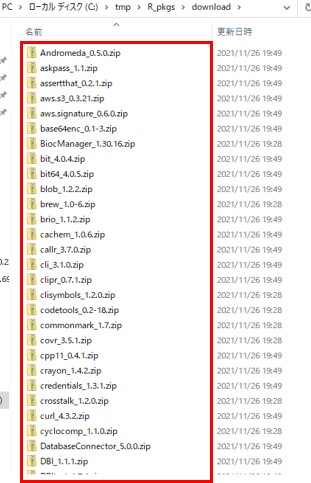 PC > ローカル ディスク (C:) > tmp > R_pkgs > download >
名前 更新日時
Andromeda_0.5.0.zip 2021/11/26 19:49
askpass_1.1.zip 2021/11/26 19:49
assertthat_0.2.1.zip 2021/11/26 19:49
aws.s3_0.3.21.zip 2021/11/26 19:49
aws.signature_0.6.0.zip 2021/11/26 19:49
base64enc_0.1-3.zip 2021/11/26 19:49
BiocManager_1.30.16.zip 2021/11/26 19:28
bit_4.0.4.zip 2021/11/26 19:49
bit64_4.0.5.zip 2021/11/26 19:49
blob_1.2.2.zip 2021/11/26 19:49
brew_1.0-6.zip 2021/11/26 19:28
brio_1.1.2.zip 2021/11/26 19:49
cachem_1.0.6.zip 2021/11/26 19:49
callr_3.7.0.zip 2021/11/26 19:49
cli_3.1.0.zip 2021/11/26 19:49
clipr_0.7.1.zip 2021/11/26 19:49
clisymbols_1.2.0.zip 2021/11/26 19:28
codetools_0.2-18.zip 2021/11/26 19:28
commonmark_1.7.zip 2021/11/26 19:28
covr_3.5.1.zip 2021/11/26 19:28
cpp11_0.4.1.zip 2021/11/26 19:49
crayon_1.4.2.zip 2021/11/26 19:49
credentials_1.3.1.zip 2021/11/26 19:49
crosstalk_1.2.0.zip 2021/11/26 19:28
curl_4.3.2.zip 2021/11/26 19:49
cyclocomp_1.1.0.zip 2021/11/26 19:28
DatabaseConnector_5.0.0.zip 2021/11/26 19:49
DBI_1.1.1.zip 2021/11/26 19:49